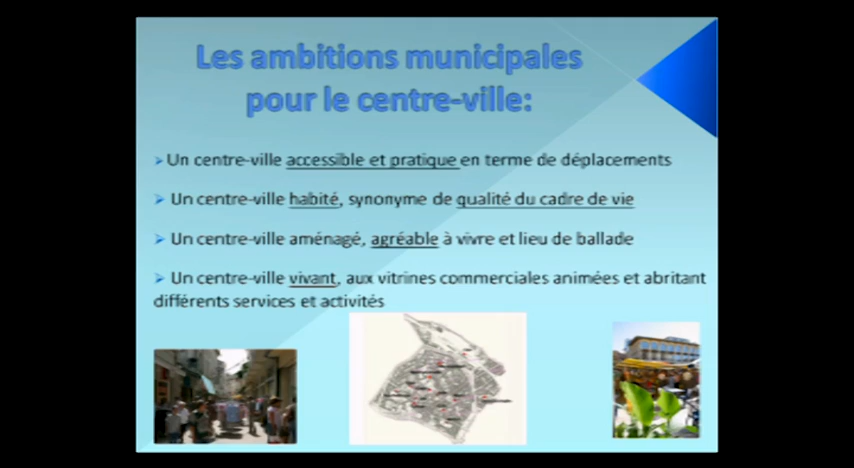 Les ambitions municipales
pour le centre-ville:
➢ Un centre-ville accessible et pratique en terme de déplacements
➢ Un centre-ville habité, synonyme de qualité du cadre de vie
➢ Un centre-ville aménagé, agréable à vivre et lieu de ballade
➢ Un centre-ville vivant, aux vitrines commerciales animées et abritant
différents services et activités